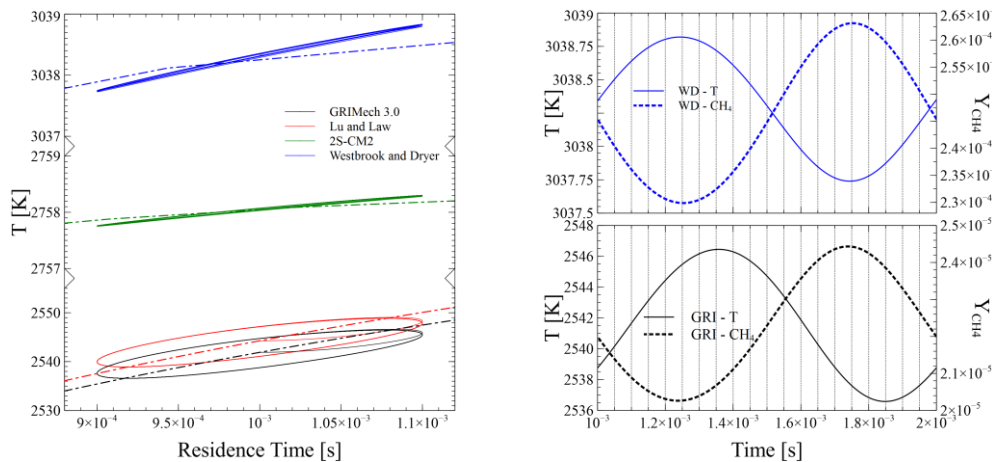 3039
3038
3037
2759
2758
2757
2550
2540
2530
T [K]
GRIMech 3.0
Lu and Law
2S-CM2
Westbrook and Dryer
9×10⁻⁴
9.5×10⁻⁴
10⁻³
1.05×10⁻³
1.1×10⁻³
Residence Time [s]
3038.75
3038.5
3038
3037.75
3037.5
T [K]
WD - T
WD - CH₄
2.65×10⁻⁴
2.6×10⁻⁴
2.55×10⁻⁴
2.4×10⁻⁴
2.35×10⁻⁴
2.3×10⁻⁴
Y_CH4
2548
2546
2544
2542
2540
2538
2536
T [K]
GRI - T
GRI - CH₄
2.5×10⁻⁵
2.4×10⁻⁵
2.1×10⁻⁵
2×10⁻⁵
Y_CH4
10⁻³
1.2×10⁻³
1.4×10⁻³
1.6×10⁻³
1.8×10⁻³
2×10⁻³
Time [s]